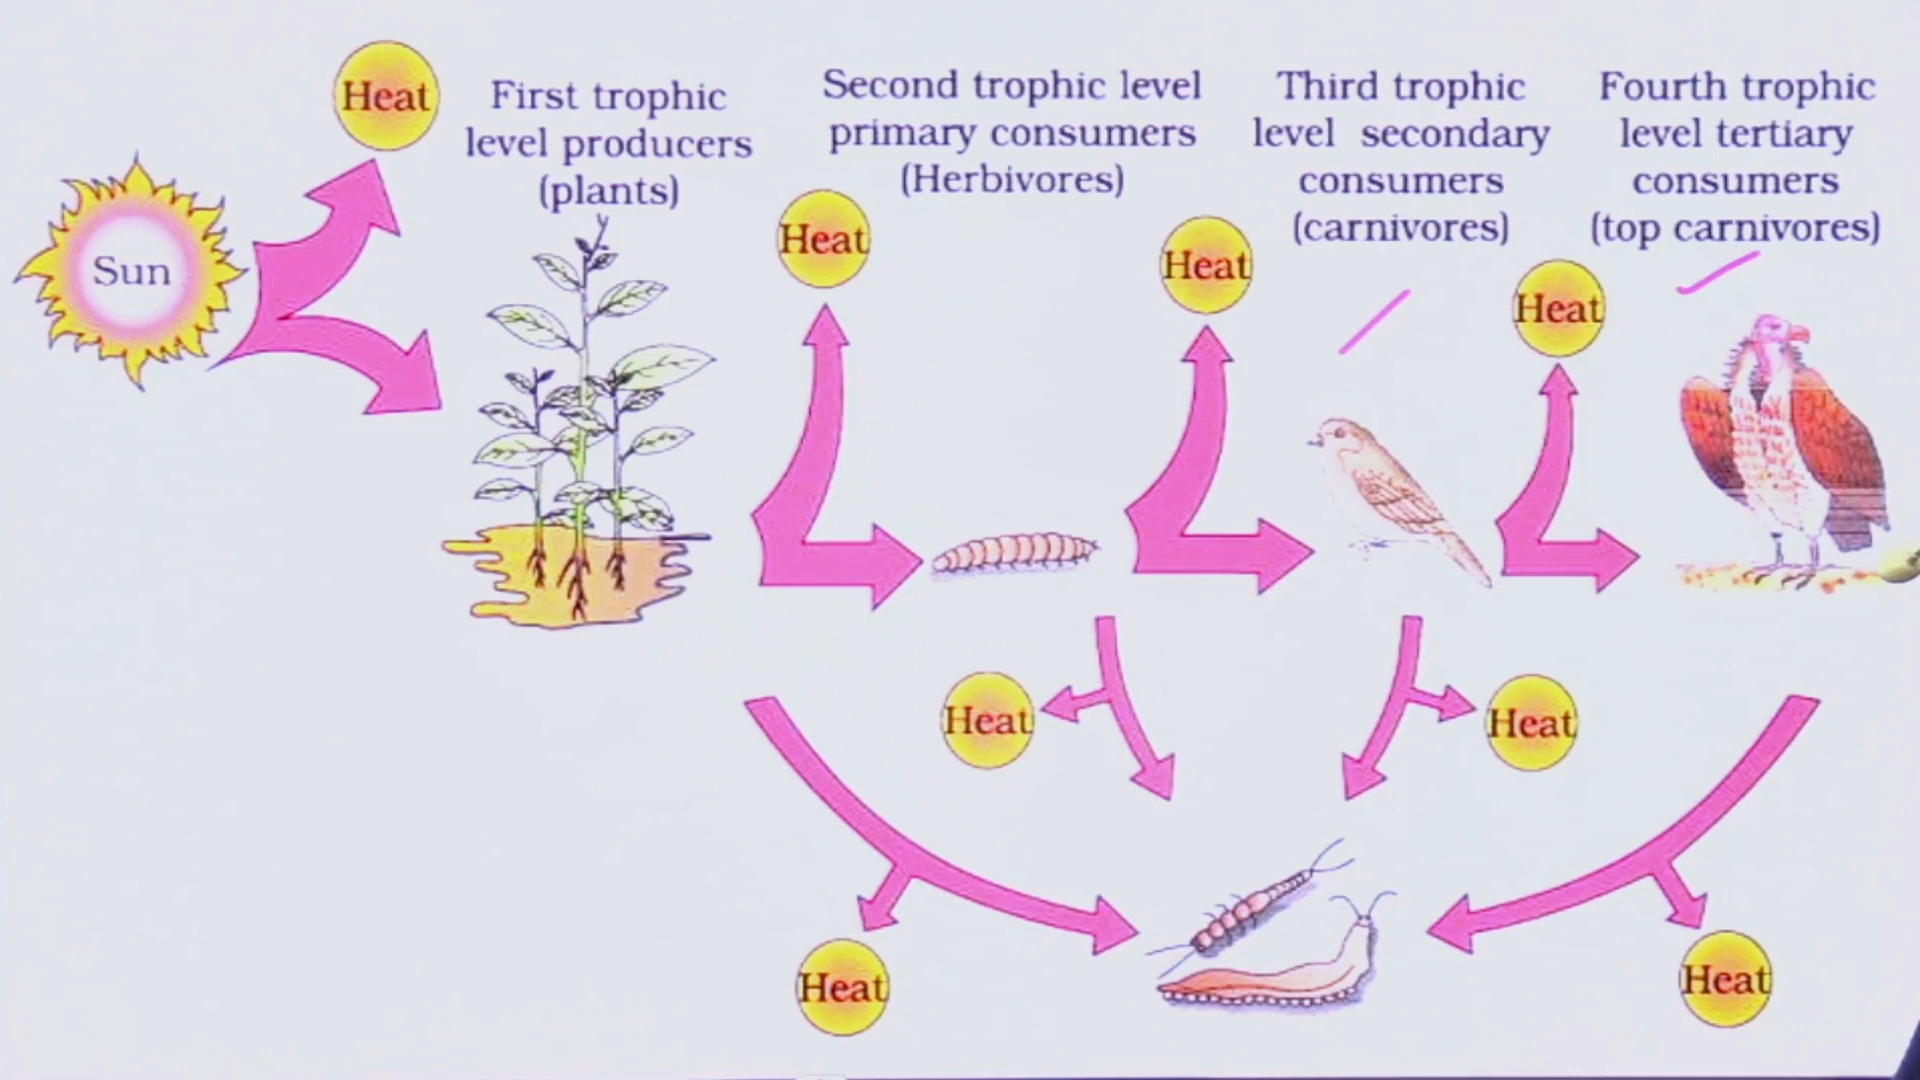 Heat
First trophic
level producers
(plants)
Second trophic level
primary consumers
(Herbivores)
Third trophic
level secondary
consumers
(carnivores)
Fourth trophic
level tertiary
consumers
(top carnivores)
Sun
Heat
Heat
Heat
Heat
Heat
Heat
Heat